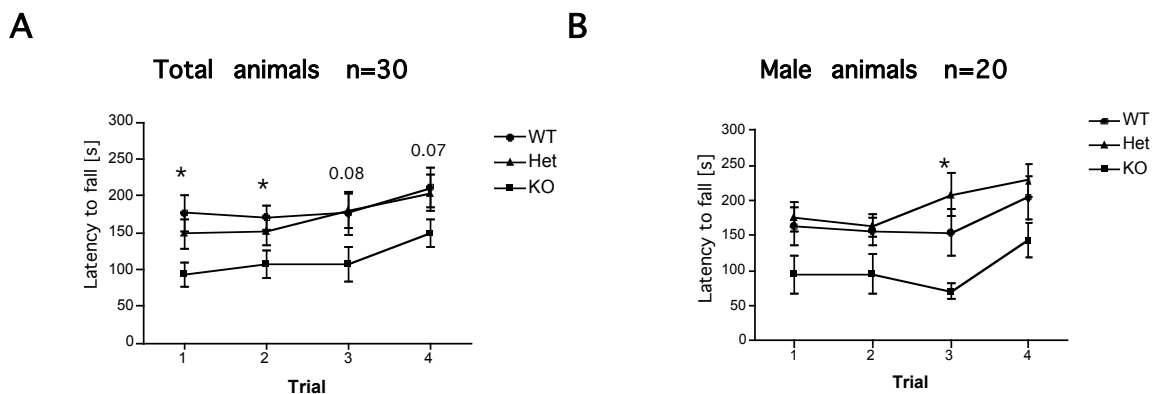 A
Total animals n=30
Latency to fall [s]
300
250
200
150
100
50
0
*
*
0.08
0.07
WT
Het
KO
1 2 3 4
Trial
B
Male animals n=20
Latency to fall [s]
300
250
200
150
100
50
0
*
WT
Het
KO
1 2 3 4
Trial